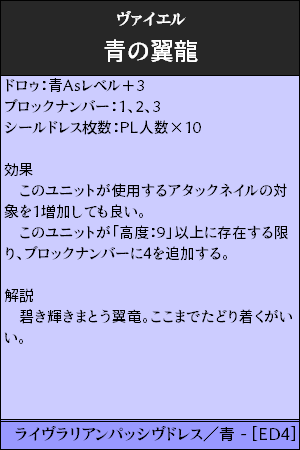 ヴァイエル
青の翼龍
ドロゥ：青Asレベル＋３
ブロックナンバー：１、２、３
シールドレス枚数：PL人数×10
効果
　このユニットが使用するアタックネイルの対
象を1増加しても良い。
　このユニットが「高度：9」以上に存在する限
り、ブロックナンバーに4を追加する。
解説
　碧き輝きまとう翼竜。ここまでたどり着くがい
い。
ライヴラリアンパッシヴドレス／青 - [ED4]